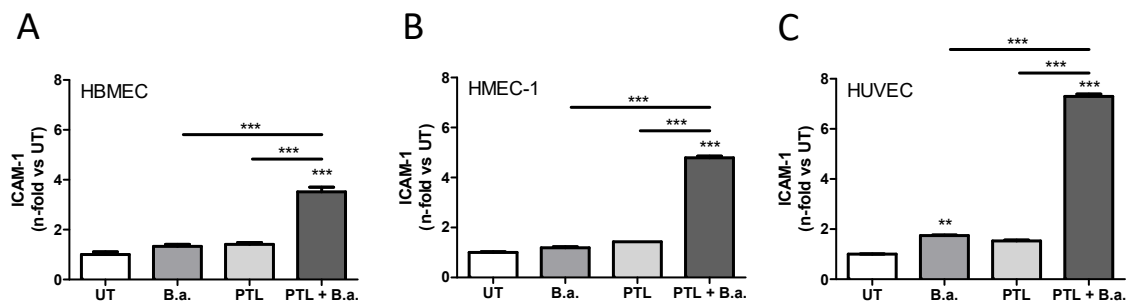 A
HBMEC
ICAM-1
(n-fold vs UT)
8
6
4
2
0
***
***
***
UT B.a. PTL PTL + B.a.
B
HMEC-1
ICAM-1
(n-fold vs UT)
8
6
4
2
0
***
***
***
UT B.a. PTL PTL + B.a.
C
HUVEC
ICAM-1
(n-fold vs UT)
8
6
4
2
0
***
***
***
**
UT B.a. PTL PTL + B.a.